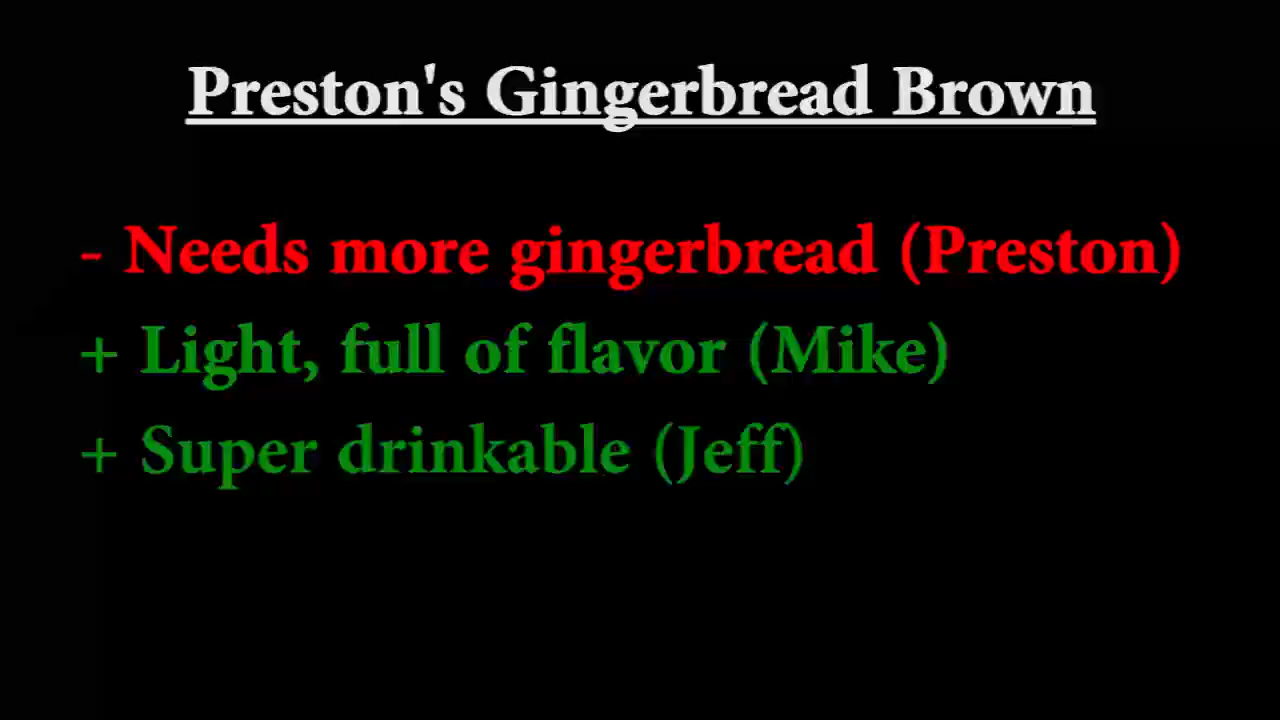 Preston's Gingerbread Brown
- Needs more gingerbread (Preston)
+ Light, full of flavor (Mike)
+ Super drinkable (Jeff)